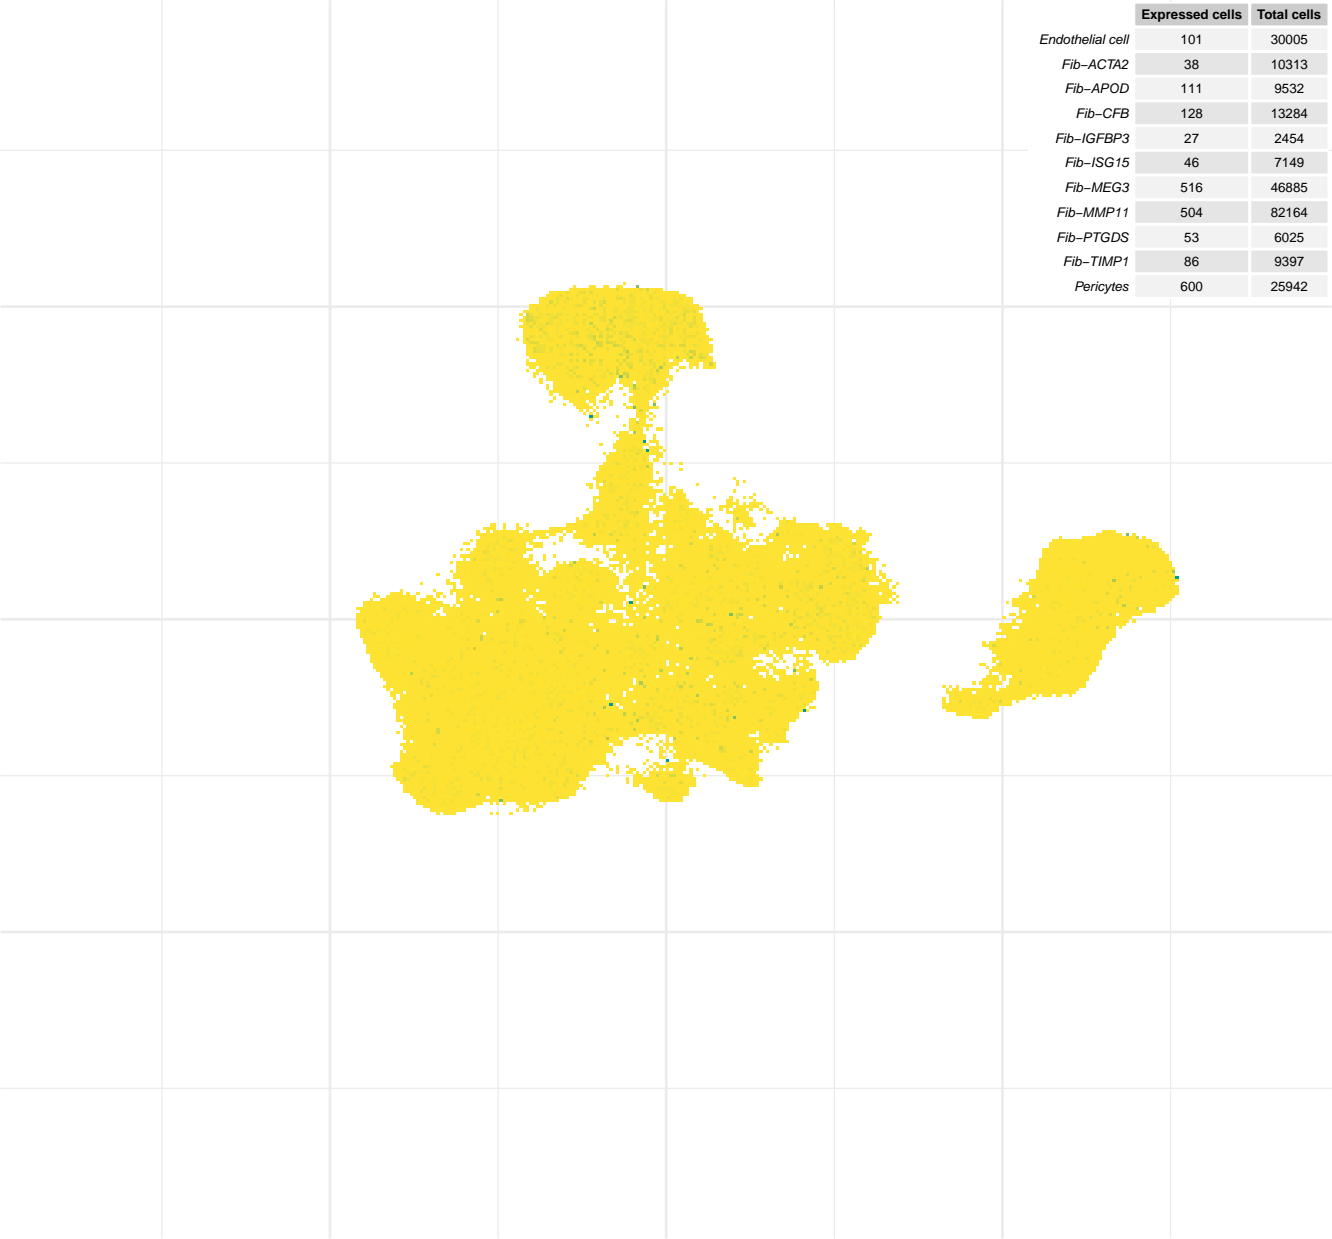 Expressed cells Total cells
Endothelial cell 101 30005
Fib−ACTA2 38 10313
Fib−APOD 111 9532
Fib−CFB 128 13284
Fib−IGFBP3 27 2454
Fib−ISG15 46 7149
Fib−MEG3 516 46885
Fib−MMP11 504 82164
Fib−PTGDS 53 6025
Fib−TIMP1 86 9397
Pericytes 600 25942